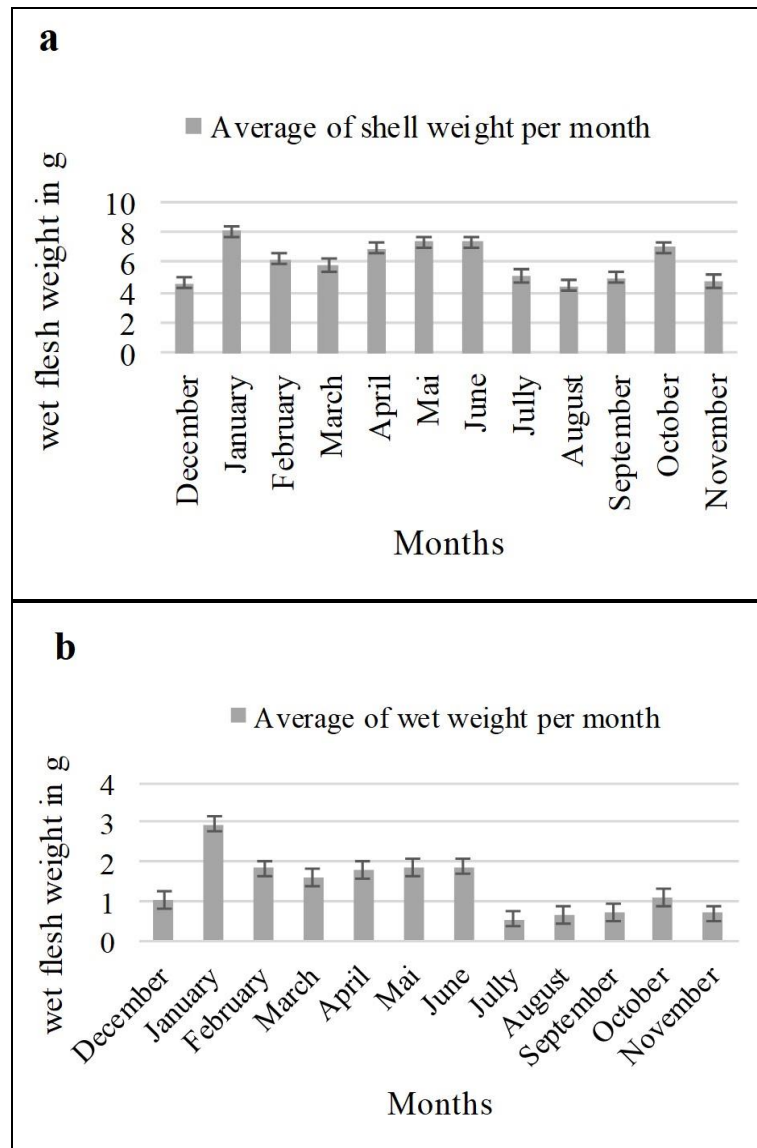 a
Average of shell weight per month
wet flesh weight in g
10
8
6
4
2
0
December
January
February
March
April
Mai
June
Jully
August
September
October
November
Months
b
Average of wet weight per month
wet flesh weight in g
4
3
2
1
0
December
January
February
March
April
Mai
June
Jully
August
September
October
November
Months